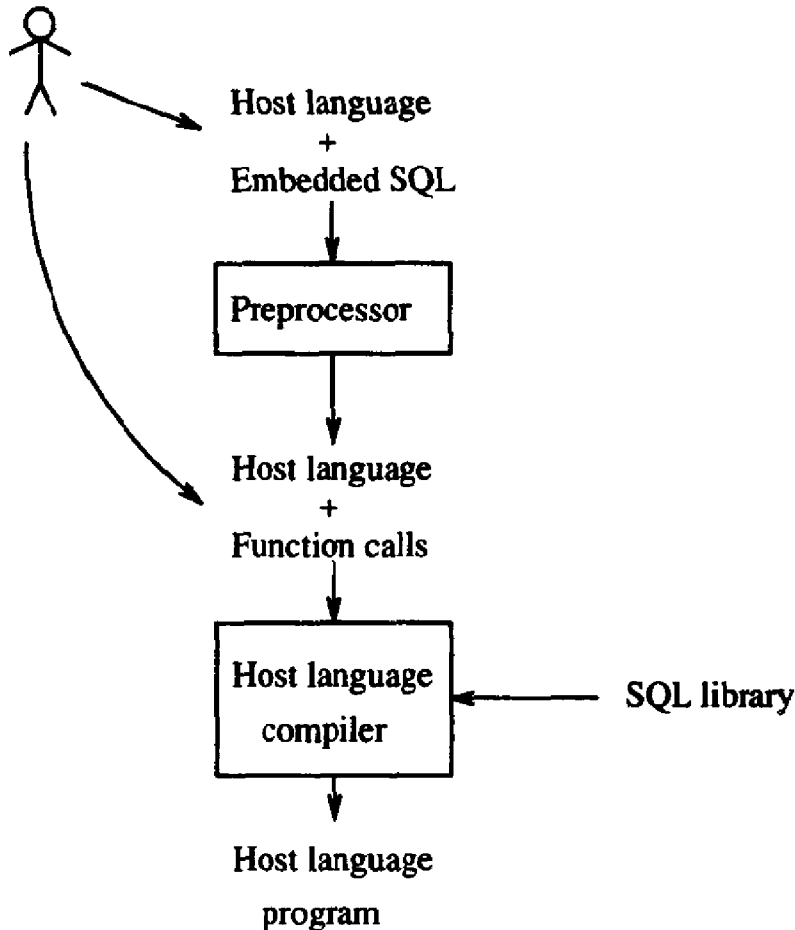 Host language
+
Embedded SQL
Preprocessor
Host language
+
Function calls
Host language
compiler
SQL library
Host language
program